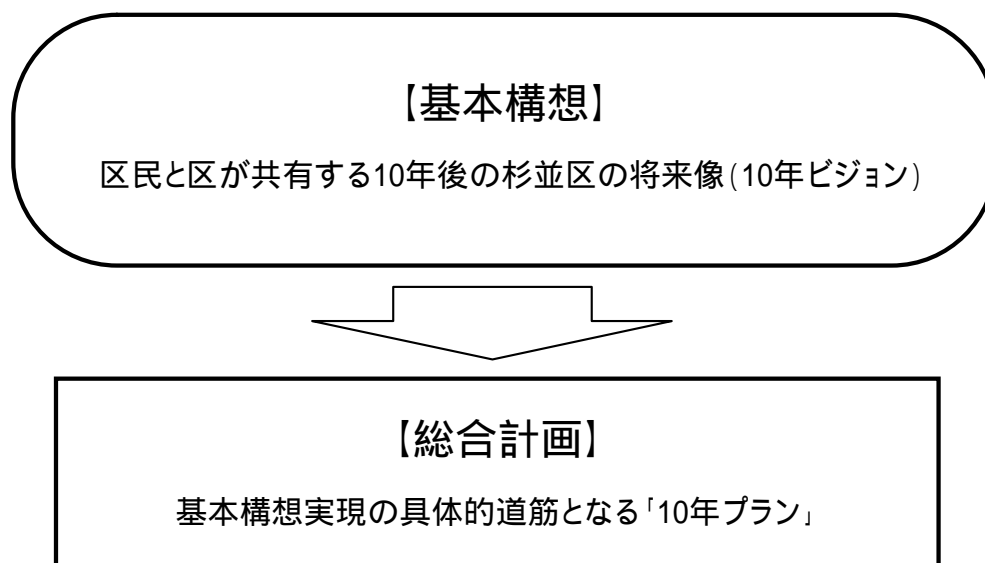 【基本構想】
区民と区が共有する10年後の杉並区の将来像(10年ビジョン)
【総合計画】
基本構想実現の具体的道筋となる「10年プラン」